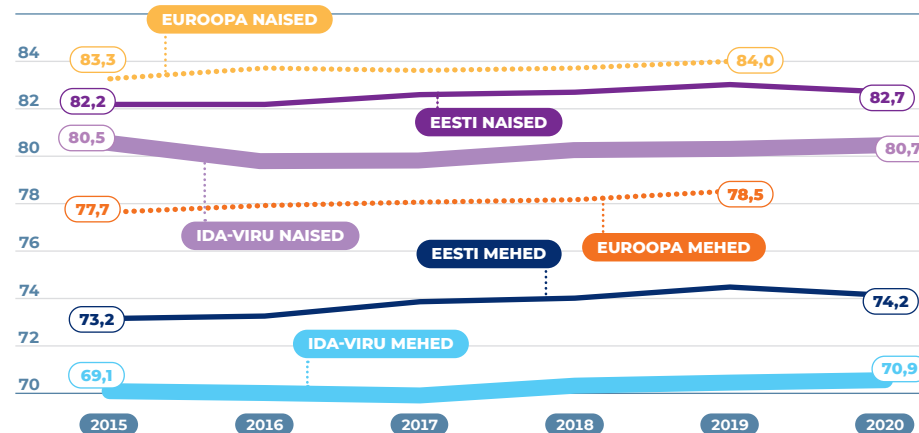 EUROOPA NAISED
84
83,3
84,0
82
82,2
82,7
EESTI NAISED
80
80,5
80,7
78
77,7
78,5
IDA-VIRU NAISED
EUROOPA MEHED
76
EESTI MEHED
74
73,2
74,2
72
IDA-VIRU MEHED
69,1
70,9
70
2015 2016 2017 2018 2019 2020